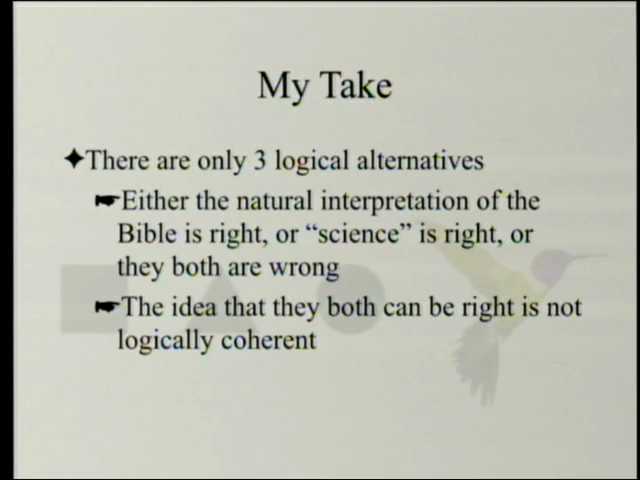 My Take
There are only 3 logical alternatives
Either the natural interpretation of the
Bible is right, or “science” is right, or
they both are wrong
The idea that they both can be right is not
logically coherent